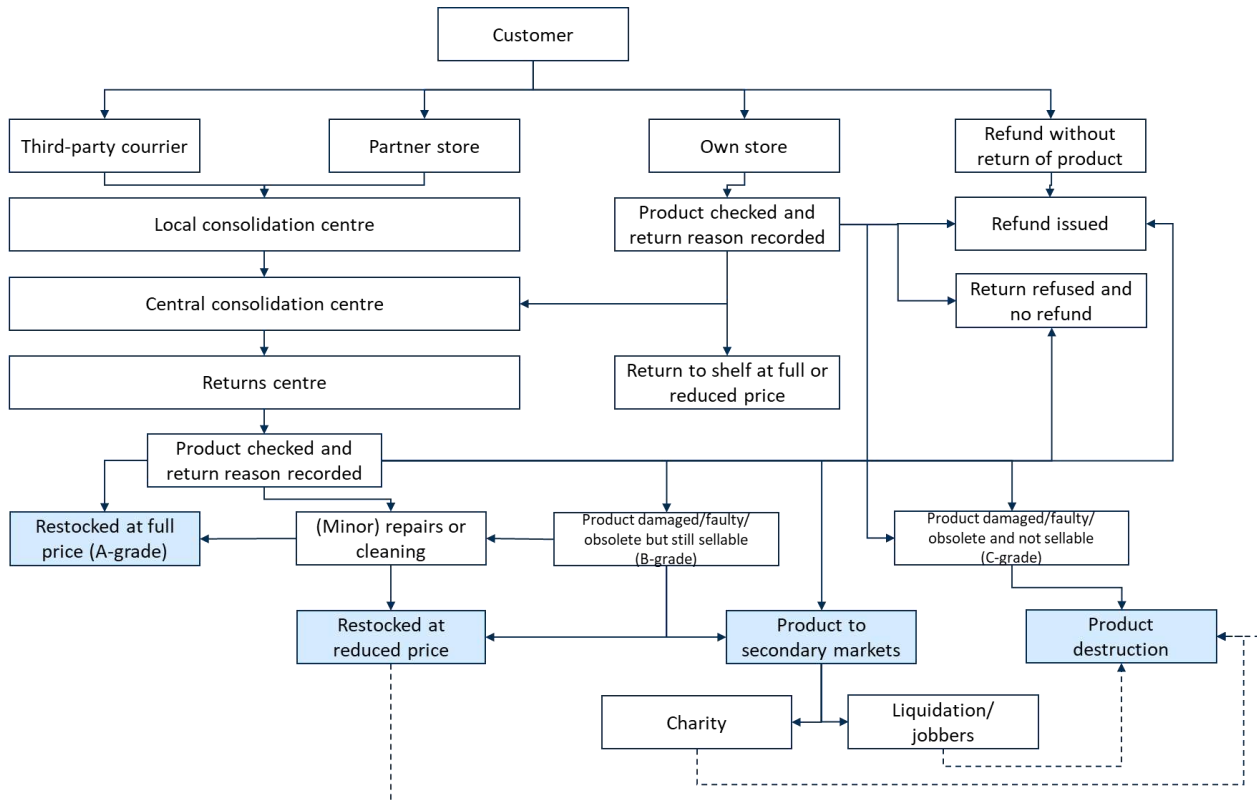 Customer
Third-party courrier
Partner store
Own store
Refund without
return of product
Local consolidation centre
Product checked and
return reason recorded
Refund issued
Central consolidation centre
Return refused and
no refund
Returns centre
Return to shelf at full or
reduced price
Product checked and
return reason recorded
Restocked at full
price (A-grade)
(Minor) repairs or
cleaning
Product damaged/faulty/
obsolete but still sellable
(B-grade)
Product damaged/faulty/
obsolete and not sellable
(C-grade)
Restocked at
reduced price
Product to
secondary markets
Product
destruction
Charity
Liquidation/
jobbers